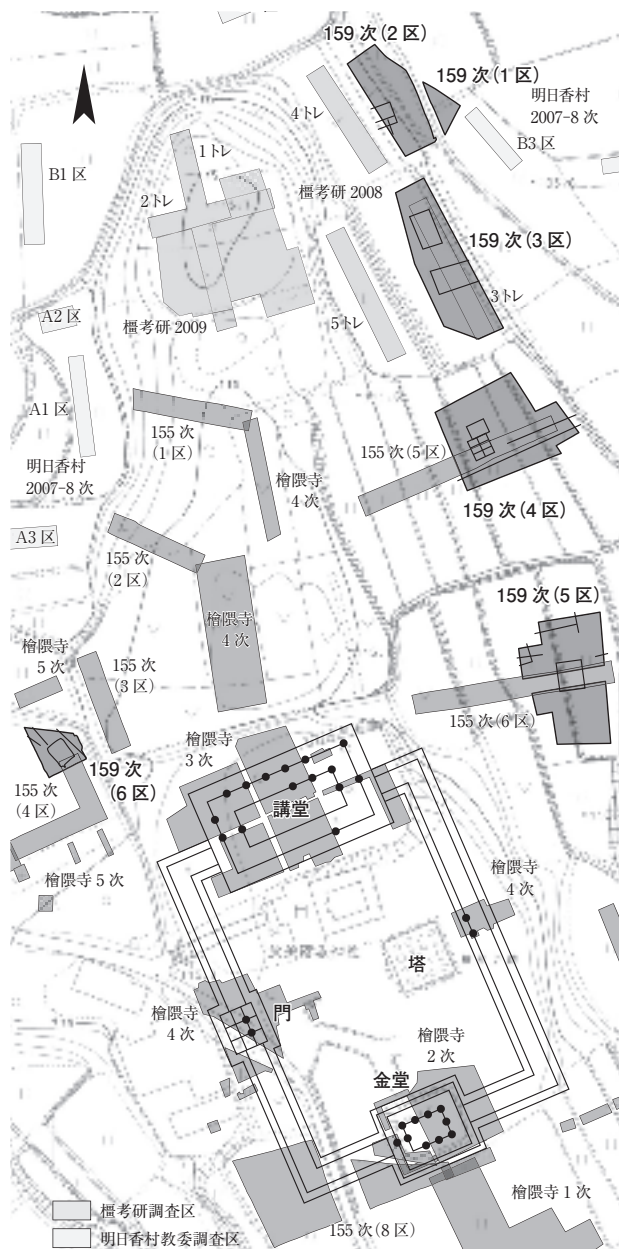 159 次 (2 区)
159 次 (1 区)
明日香村
2007-8 次
4トレ
B3 区
1トレ
B1 区
2トレ
橿考研 2008
159 次 (3 区)
3トレ
橿考研 2009
5トレ
A2 区
A1 区
155 次
(1 区)
155 次(5 区)
明日香村
2007-8 次
檜隈寺
4 次
159 次 (4 区)
A3 区
155 次
(2 区)
159 次 (5 区)
檜隈寺
4 次
檜隈寺
5 次
155 次
(3 区)
155 次(6 区)
檜隈寺
3 次
159 次
(6 区)
155 次
(4 区)
講堂
檜隈寺 5 次
檜隈寺
4 次
塔
檜隈寺
4 次
門
檜隈寺
2 次
金堂
檜隈寺 1 次
155 次(8 区)
橿考研調査区
明日香村教委調査区